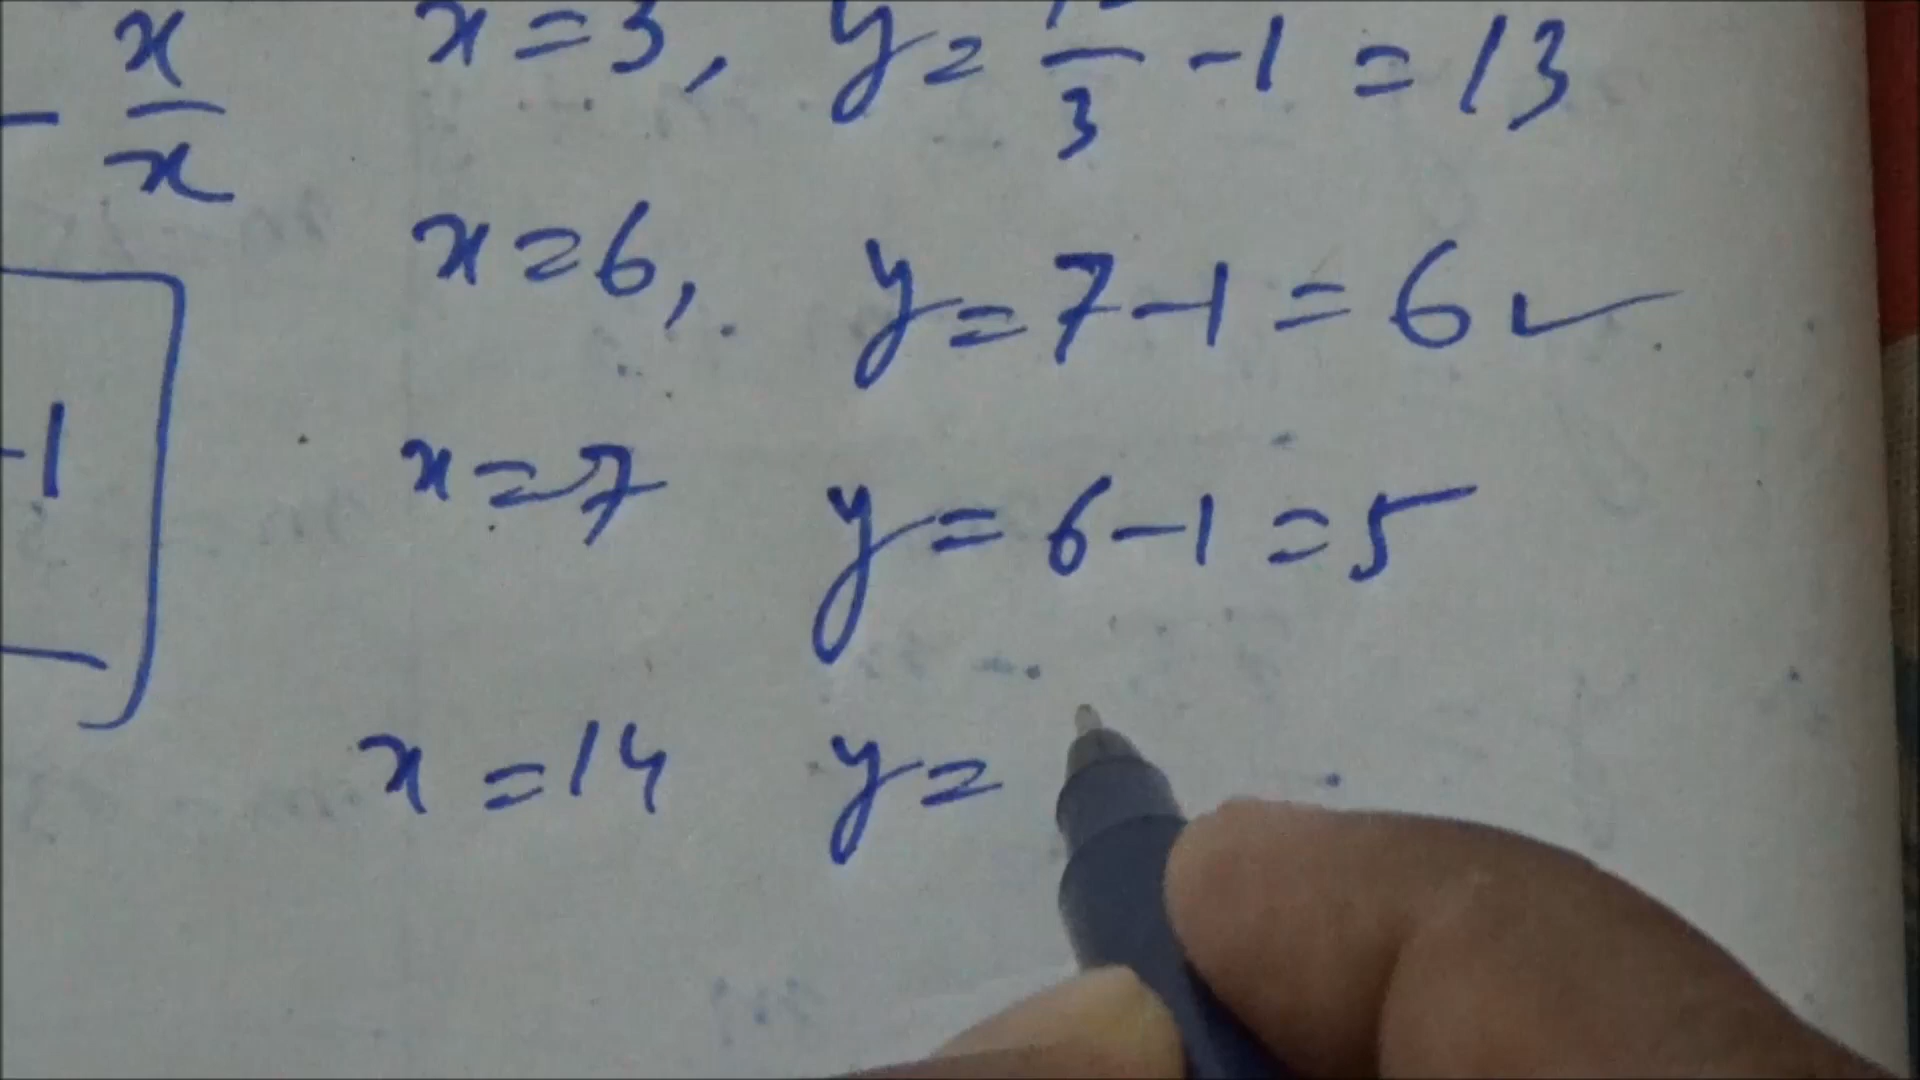 - x/x
x = 3, y = /3 - 1 = 13
x = 6, y = 7 - 1 = 6 ✓
-1
x = 7 y = 6 - 1 = 5
x = 14 y =